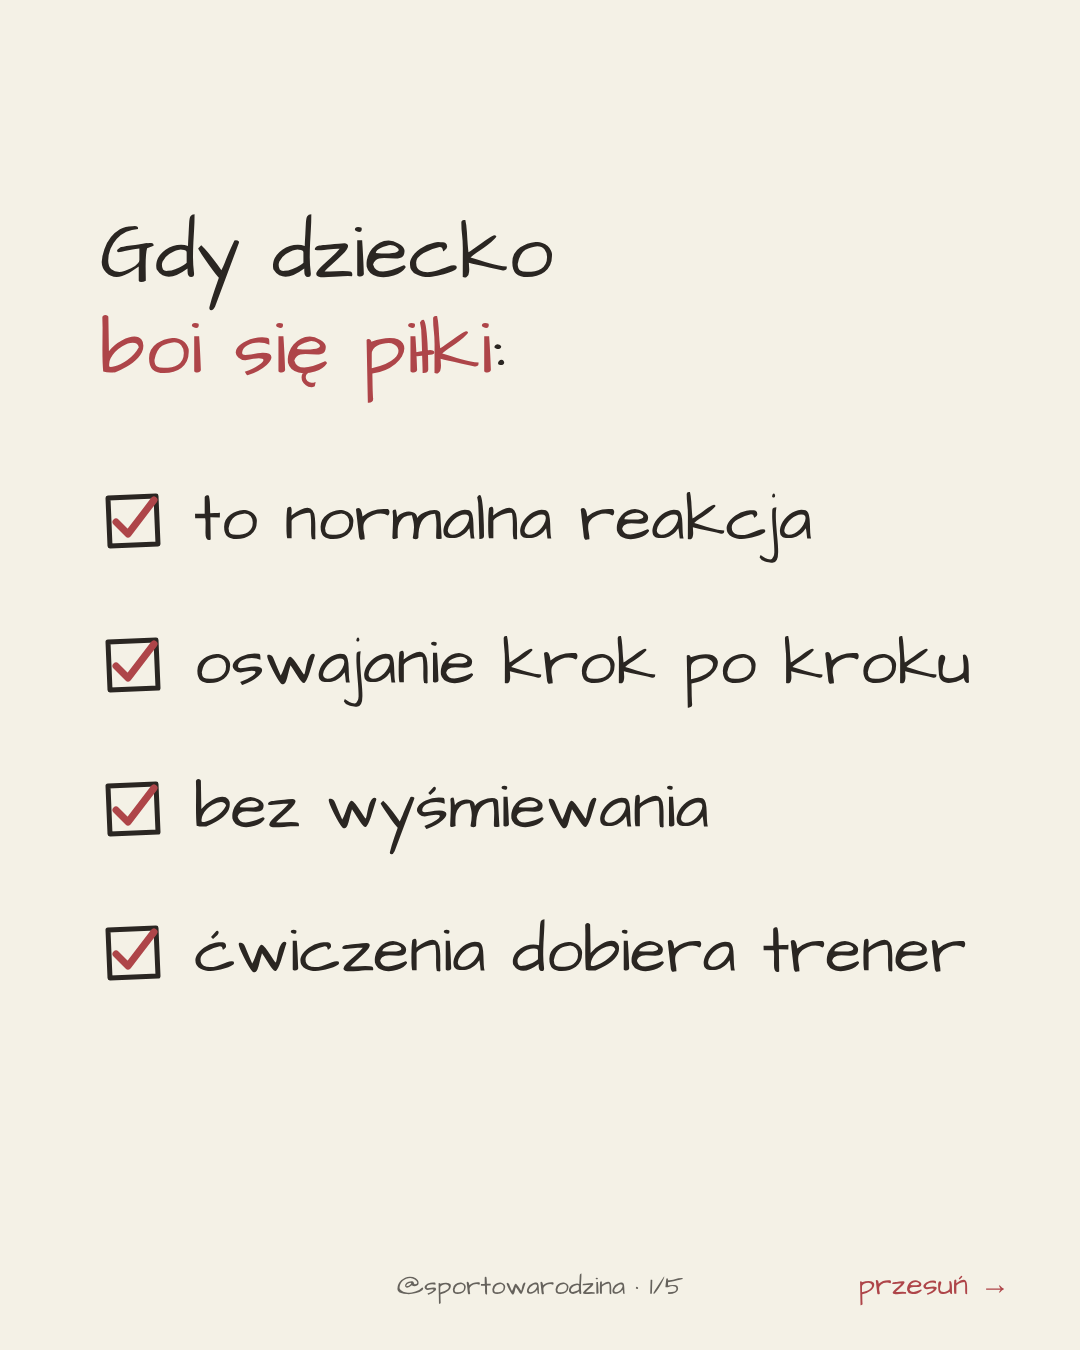 Gdy dziecko
boi się piłki:
to normalna reakcja
oswajanie krok po kroku
bez wyśmiewania
ćwiczenia dobiera trener
@sportowarodzina · 1/5
przesuń →